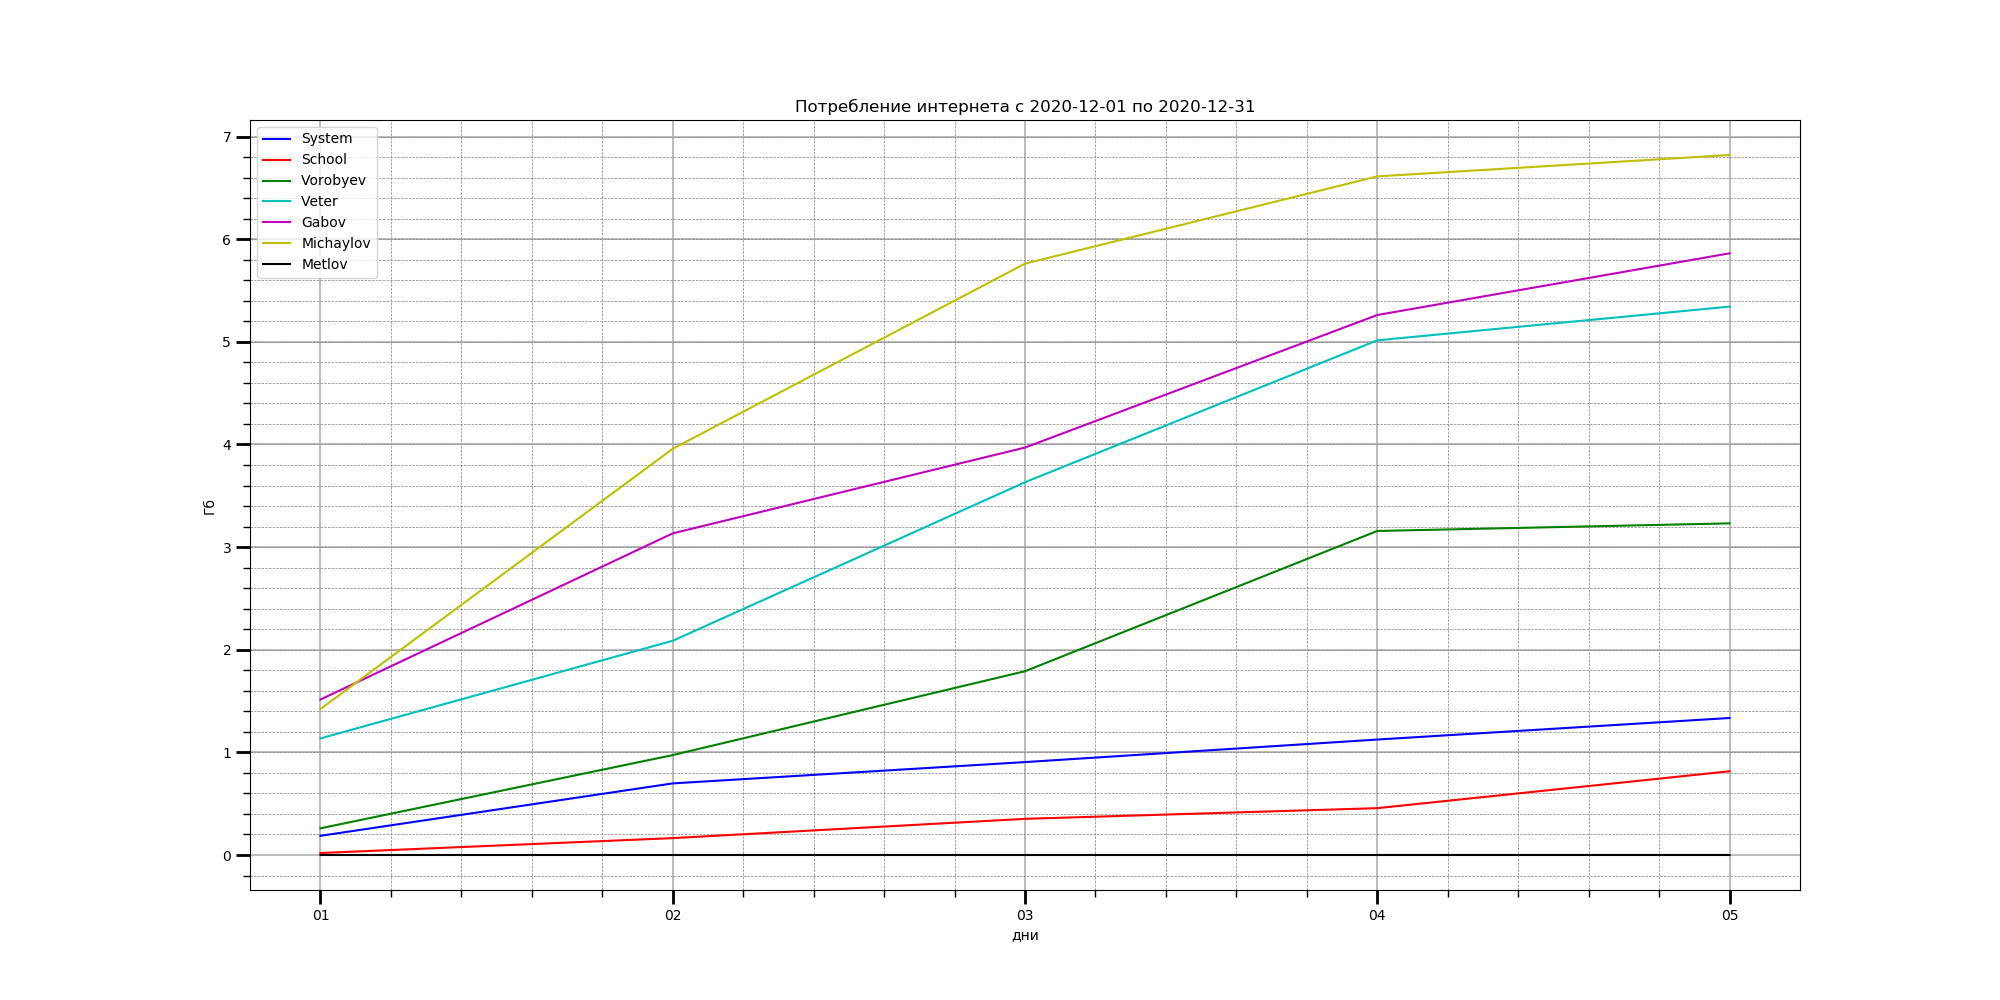 Потребление интернета с 2020-12-01 по 2020-12-31
System
School
Vorobyev
Veter
Gabov
Michaylov
Metlov
7
6
5
4
3
2
1
0
Гб
01 02 03 04 05
дни